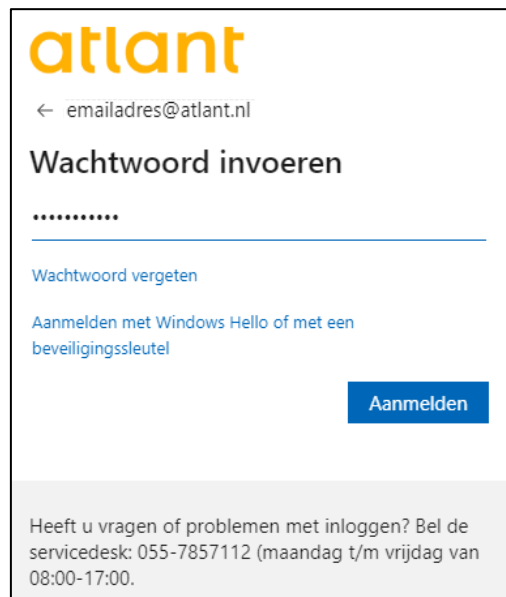 atlant
← emailadres@atlant.nl
Wachtwoord invoeren
•••••••••••
Wachtwoord vergeten
Aanmelden met Windows Hello of met een
beveiligingssleutel
Aanmelden
Heeft u vragen of problemen met inloggen? Bel de
servicedesk: 055-7857112 (maandag t/m vrijdag van
08:00-17:00.